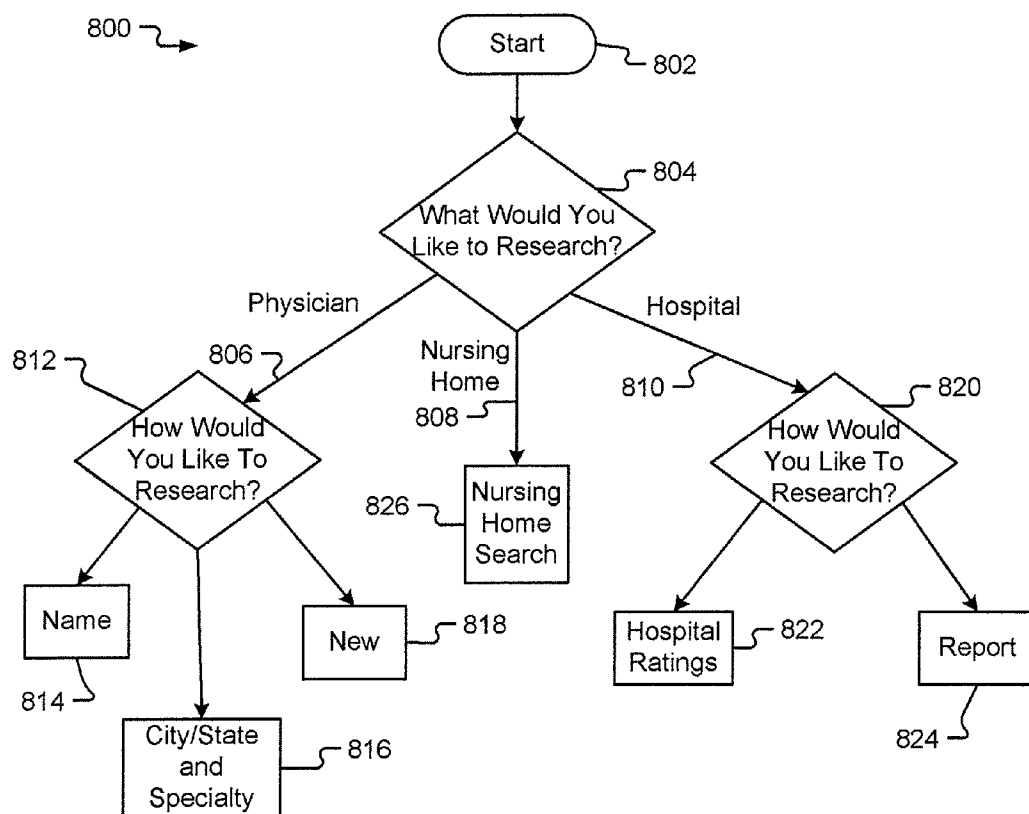 800
Start
802
804
What Would You
Like to Research?
Physician
Hospital
812
806
Nursing
Home
808
810
820
How Would
You Like To
Research?
How Would
You Like To
Research?
826
Nursing
Home
Search
Name
814
New
818
Hospital
Ratings
822
Report
824
City/State
and
Specialty
816